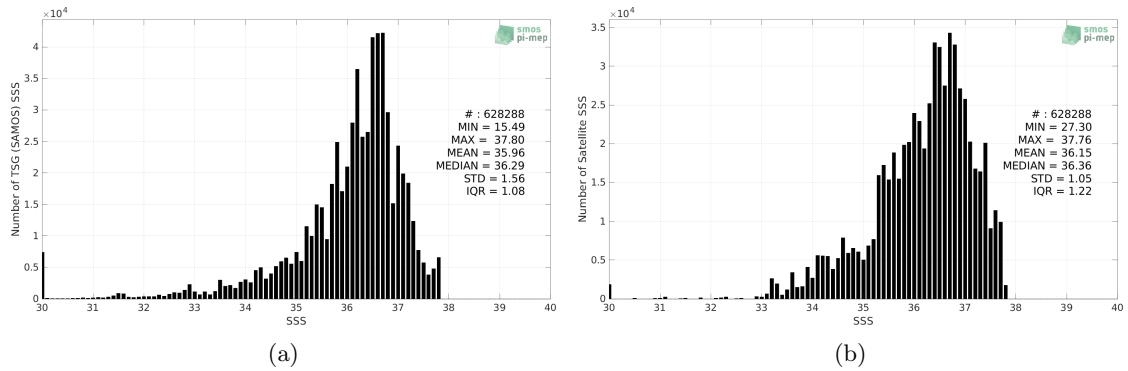 ×10⁴
smos
pi-mep
4
3.5
3
2.5
2
1.5
1
0.5
0
Number of TSG (SAMOS) SSS
# : 628288
MIN = 15.49
MAX = 37.80
MEAN = 35.96
MEDIAN = 36.29
STD = 1.56
IQR = 1.08
30 31 32 33 34 35 36 37 38 39 40
SSS
(a)
×10⁴
smos
pi-mep
3.5
3
2.5
2
1.5
1
0.5
0
Number of Satellite SSS
# : 628288
MIN = 27.30
MAX = 37.76
MEAN = 36.15
MEDIAN = 36.36
STD = 1.05
IQR = 1.22
30 31 32 33 34 35 36 37 38 39 40
SSS
(b)